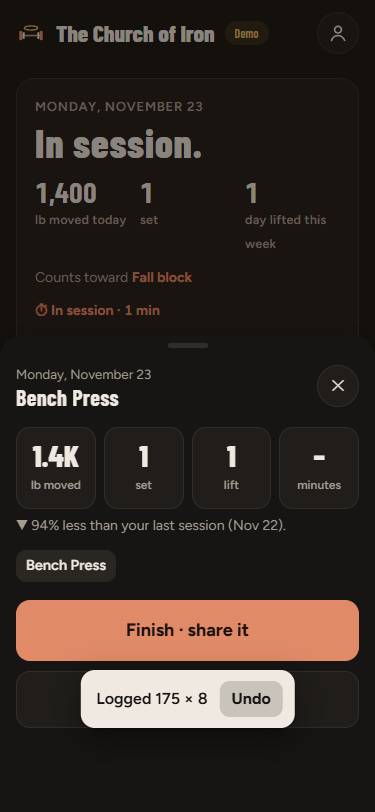 The Church of Iron
Demo
MONDAY, NOVEMBER 23
In session.
1,400 1 1
lb moved today set day lifted this
week
Counts toward Fall block
In session · 1 min
Monday, November 23
Bench Press
1.4K 1 1 –
lb moved set lift minutes
▼ 94% less than your last session (Nov 22).
Bench Press
Finish · share it
Logged 175 × 8 Undo